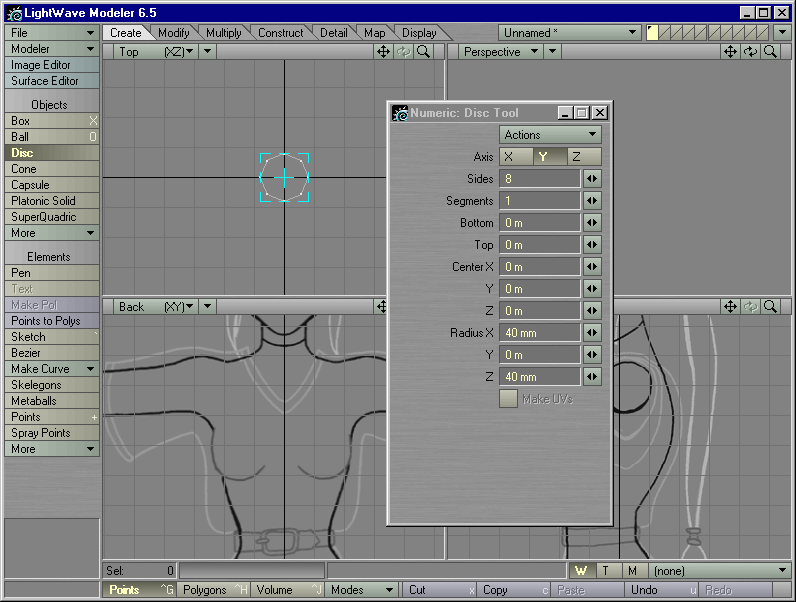 LightWave Modeler 6.5
File
Modeler
Image Editor
Surface Editor
Objects
Box X
Ball O
Disc
Cone
Capsule
Platonic Solid
SuperQuadric
More
Elements
Pen
Text
Make Pol
Points to Polys
Sketch `
Bezier
Make Curve
Skelegons
Metaballs
Points +
Spray Points
More
Create Modify Multiply Construct Detail Map Display Unnamed *
Top (XZ)
Perspective
Back (XY)
Numeric: Disc Tool
Actions
Axis X Y Z
Sides 8
Segments 1
Bottom 0 m
Top 0 m
Center X 0 m
Y 0 m
Z 0 m
Radius X 40 mm
Y 0 m
Z 40 mm
Make UVs
Sel: 0 W T M (none)
Points ^G Polygons ^H Volume ^J Modes Cut x Copy c Paste v Undo u Redo